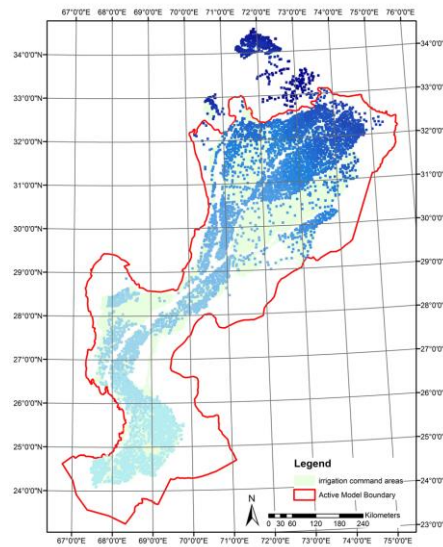 67°0'0"E 68°0'0"E 69°0'0"E 70°0'0"E 71°0'0"E 72°0'0"E 73°0'0"E 74°0'0"E 75°0'0"E 76°0'0"E
34°0'0"N 34°0'0"N
33°0'0"N 33°0'0"N
32°0'0"N 32°0'0"N
31°0'0"N 31°0'0"N
30°0'0"N 30°0'0"N
29°0'0"N 29°0'0"N
28°0'0"N 28°0'0"N
27°0'0"N 27°0'0"N
26°0'0"N 26°0'0"N
25°0'0"N 25°0'0"N
24°0'0"N 24°0'0"N
23°0'0"N
Legend
irrigation command areas
Active Model Boundary
N
Kilometers
0 30 60 120 180 240
67°0'0"E 68°0'0"E 69°0'0"E 70°0'0"E 71°0'0"E 72°0'0"E 73°0'0"E 74°0'0"E